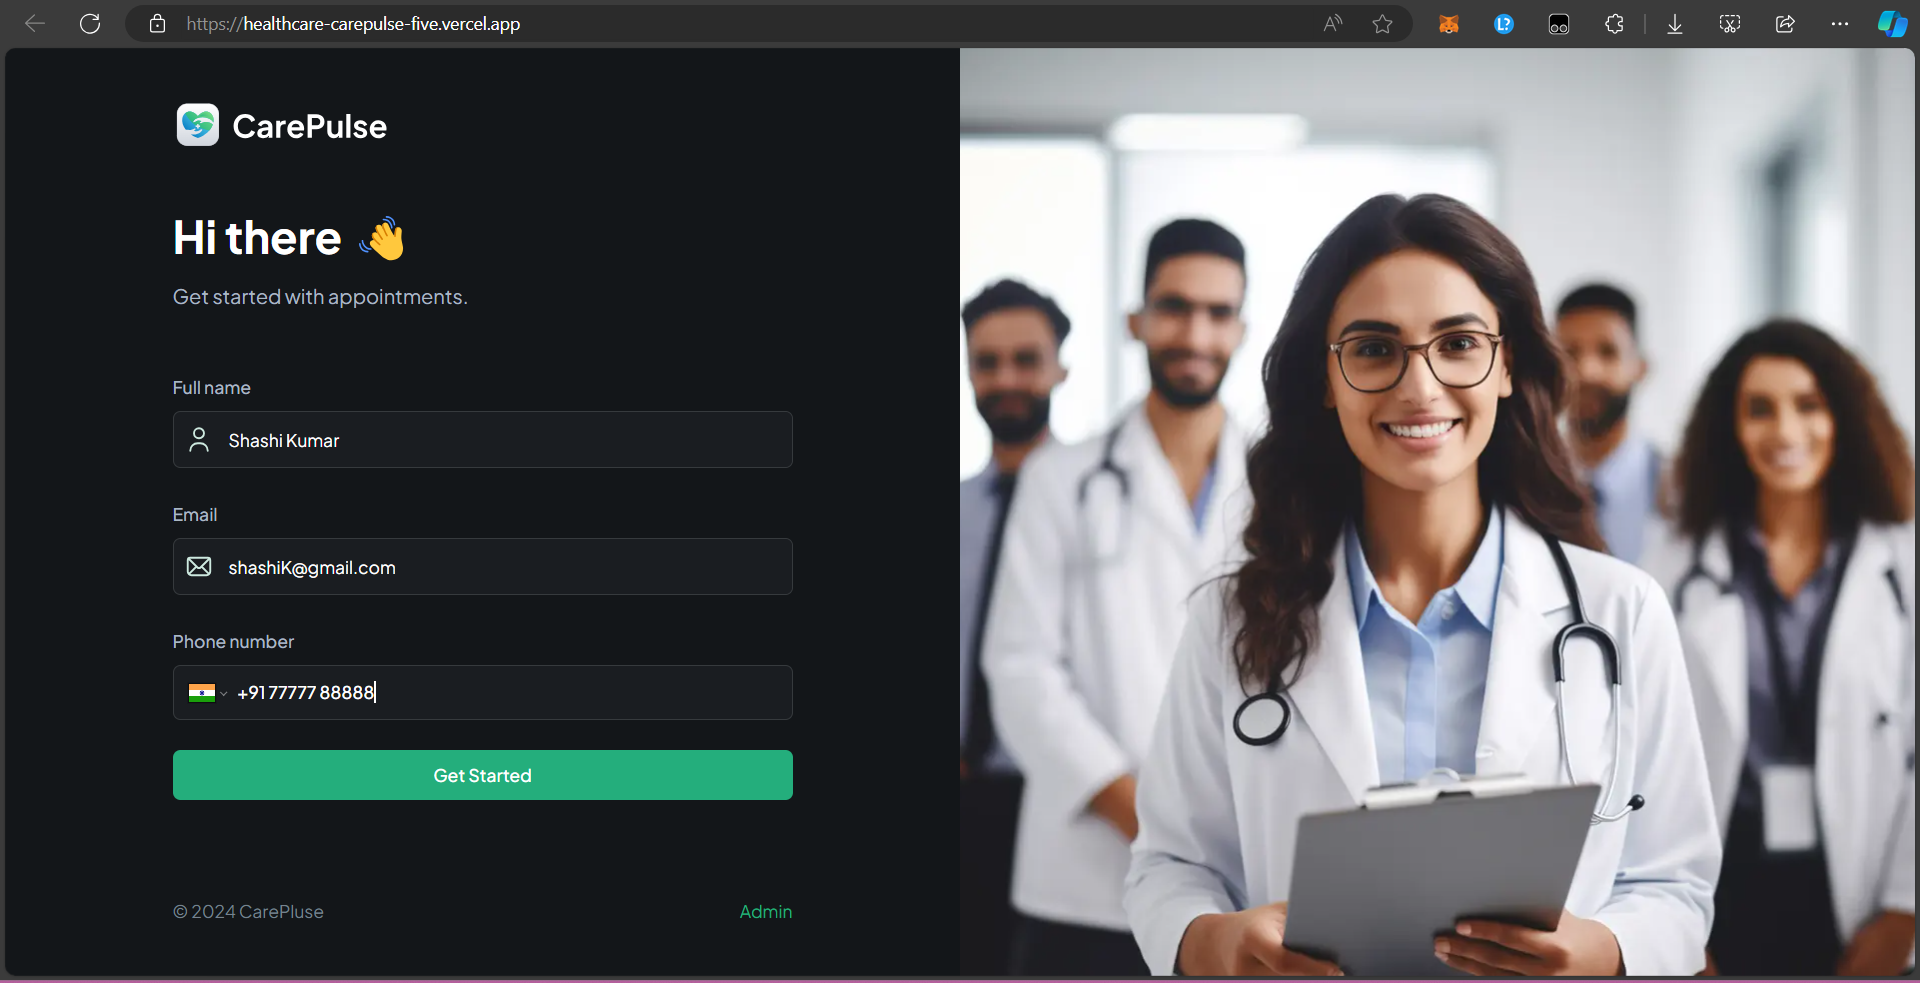 https://healthcare-carepulse-five.vercel.app
CarePulse
Hi there 👋
Get started with appointments.
Full name
Shashi Kumar
Email
shashiK@gmail.com
Phone number
+91 77777 88888
Get Started
© 2024 CarePluse
Admin